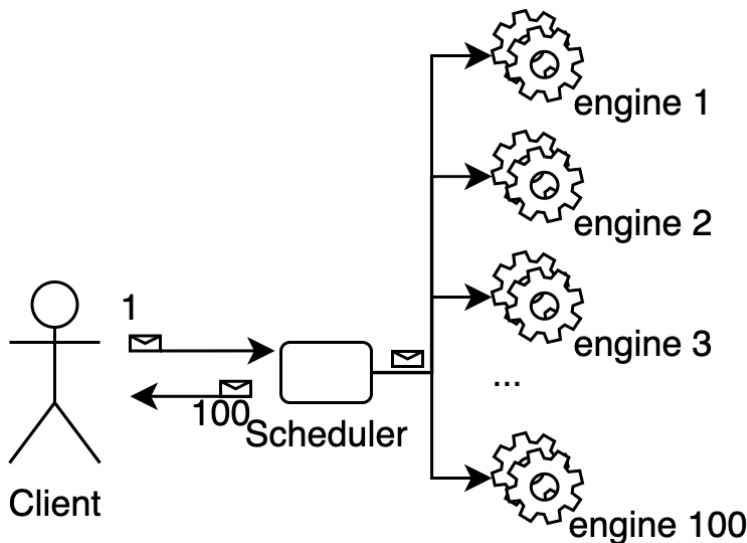 engine 1
engine 2
1
engine 3
...
100
Scheduler
Client
engine 100